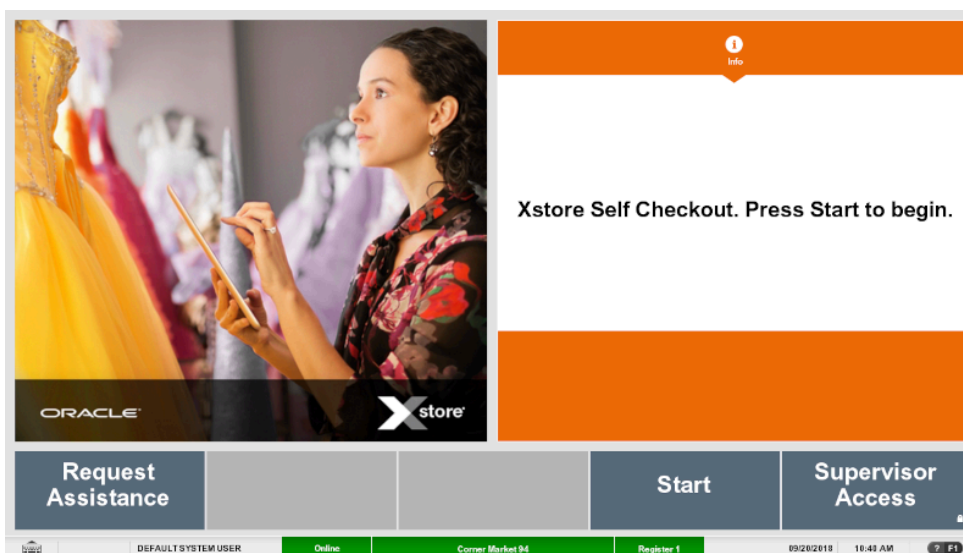 Info
Xstore Self Checkout. Press Start to begin.
ORACLE
Xstore
Request
Assistance
Start
Supervisor
Access
DEFAULT SYSTEM USER
Online
Corner Market 94
Register 1
09/20/2018
10:48 AM
? F1